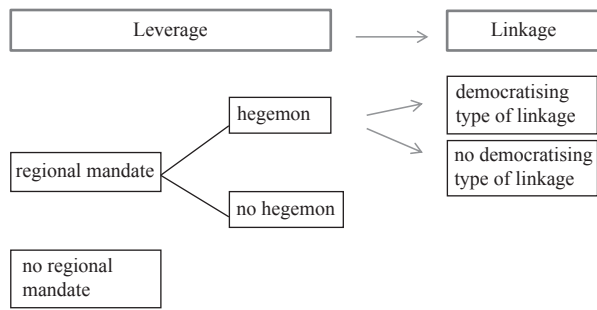 Leverage
Linkage
hegemon
democratising
type of linkage
no democratising
type of linkage
regional mandate
no hegemon
no regional
mandate